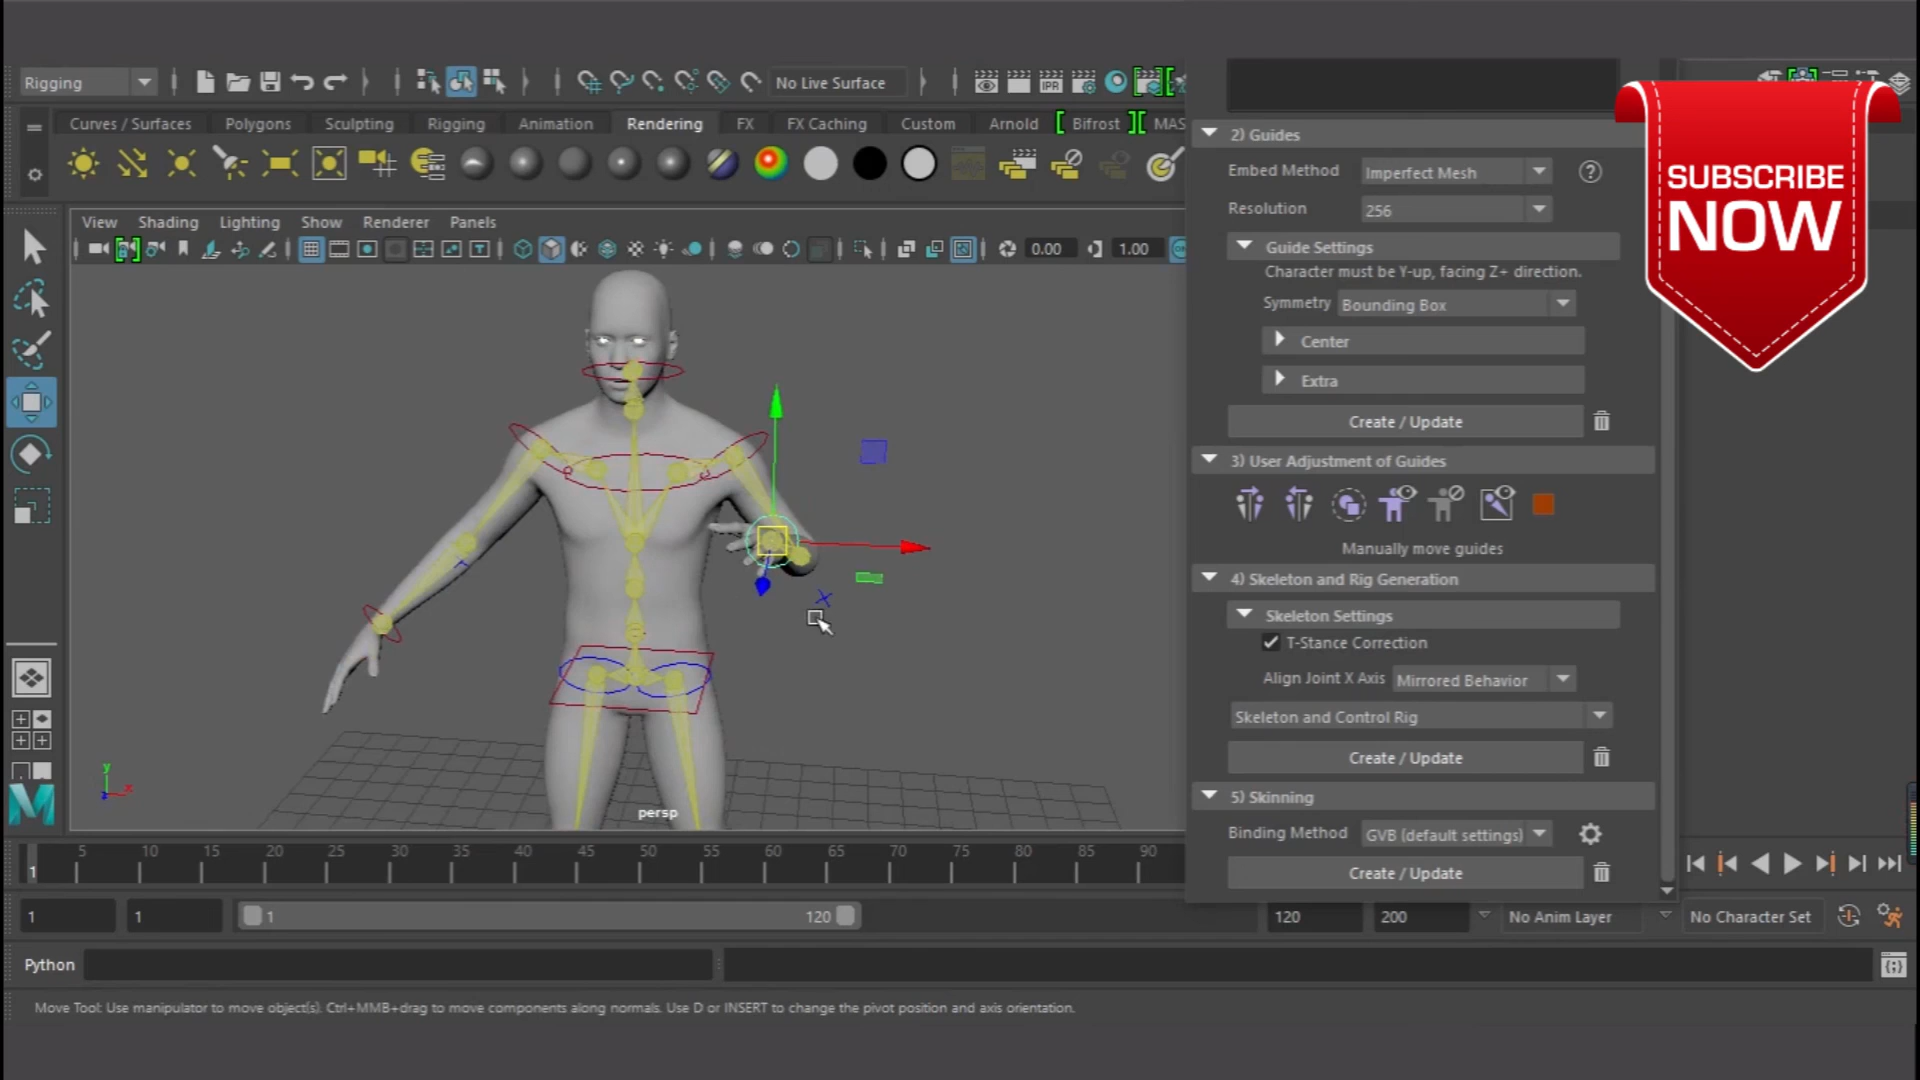 Rigging
No Live Surface
IPR
SUBSCRIBE
NOW
Curves / Surfaces
Polygons
Sculpting
Rigging
Animation
Rendering
FX
FX Caching
Custom
Arnold
Bifrost
MAS
View
Shading
Lighting
Show
Renderer
Panels
0.00
1.00
2) Guides
Embed Method
Imperfect Mesh
Resolution
256
Guide Settings
Character must be Y-up, facing Z+ direction.
Symmetry
Bounding Box
Center
Extra
Create / Update
3) User Adjustment of Guides
Manually move guides
4) Skeleton and Rig Generation
Skeleton Settings
T-Stance Correction
Align Joint X Axis
Mirrored Behavior
Skeleton and Control Rig
Create / Update
5) Skinning
Binding Method
GVB (default settings)
Create / Update
y
x
z
persp
M
5 10 15 20 25 30 35 40 45 50 55 60 65 70 75 80 85 90
1
1
1
1
120
120
200
No Anim Layer
No Character Set
Python
Move Tool: Use manipulator to move object(s). Ctrl+MMB+drag to move components along normals. Use D or INSERT to change the pivot position and axis orientation.